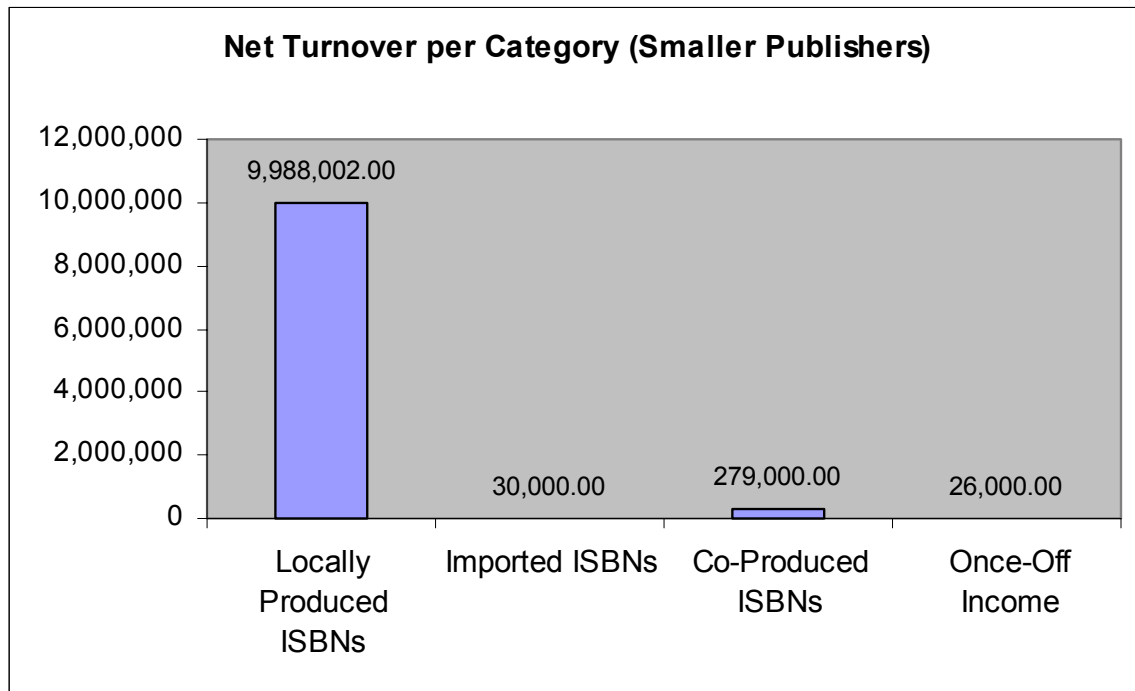 Net Turnover per Category (Smaller Publishers)
12,000,000
10,000,000
8,000,000
6,000,000
4,000,000
2,000,000
0
9,988,002.00
30,000.00
279,000.00
26,000.00
Locally
Produced
ISBNs
Imported ISBNs
Co-Produced
ISBNs
Once-Off
Income